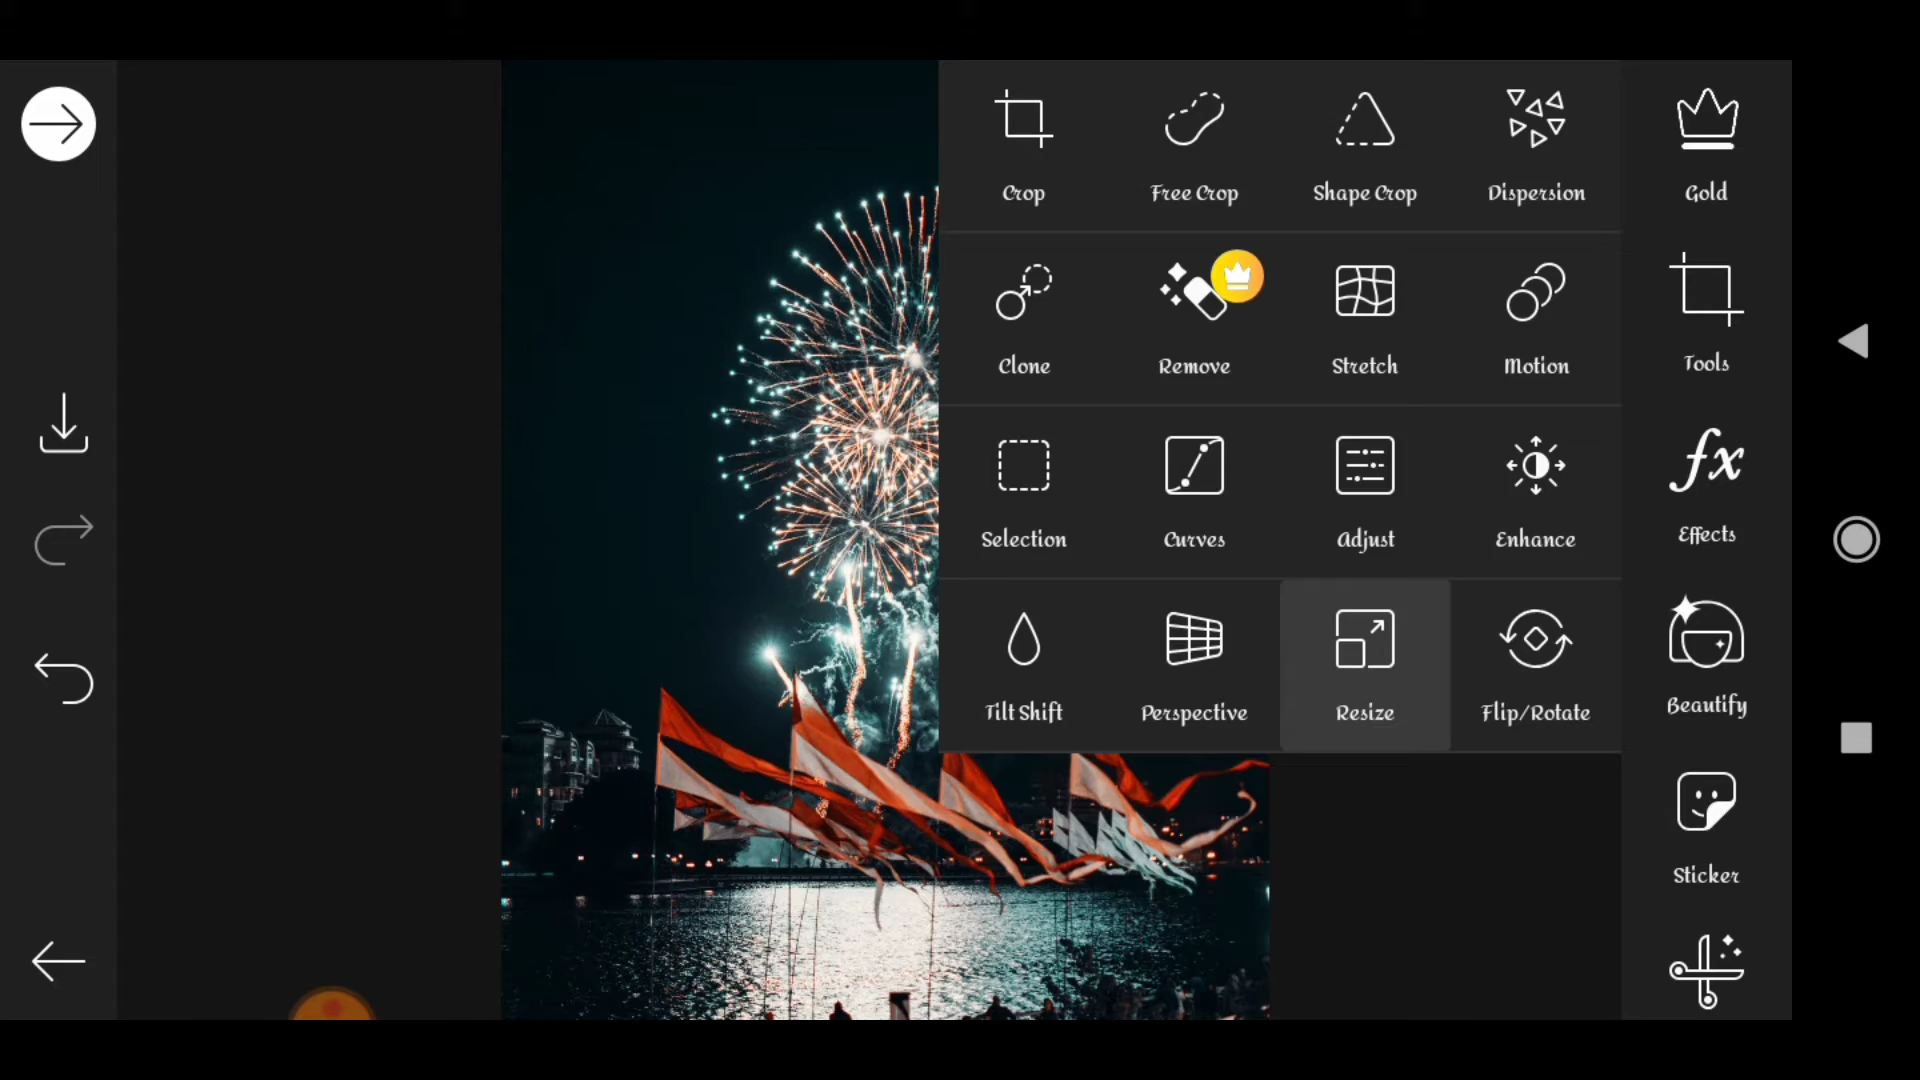 Crop
Free Crop
Shape Crop
Dispersion
Gold
Clone
Remove
Stretch
Motion
Tools
Selection
Curves
Adjust
Enhance
fx
Effects
Tilt Shift
Perspective
Resize
Flip/Rotate
Beautify
Sticker